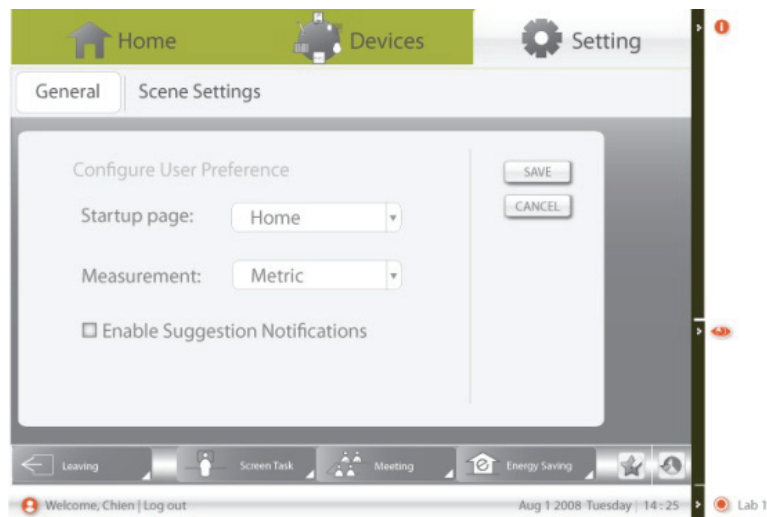 Home Devices Setting
General Scene Settings
Configure User Preference
SAVE
Startup page: Home
CANCEL
Measurement: Metric
Enable Suggestion Notifications
Leaving Screen Task Meeting Energy Saving
Welcome, Chien | Log out Aug 1 2008 Tuesday | 14:25 Lab 1